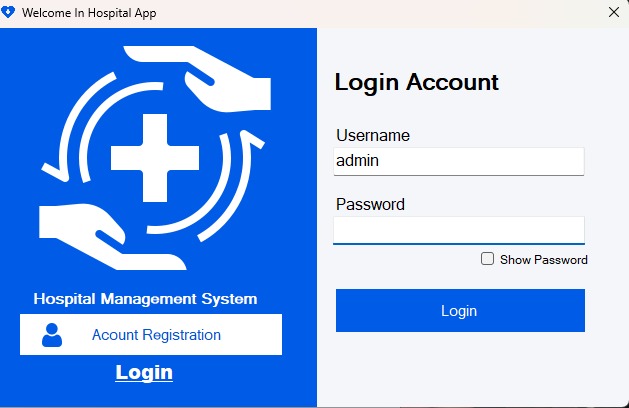 Welcome In Hospital App
Hospital Management System
Acount Registration
Login
Login Account
Username
admin
Password
Show Password
Login